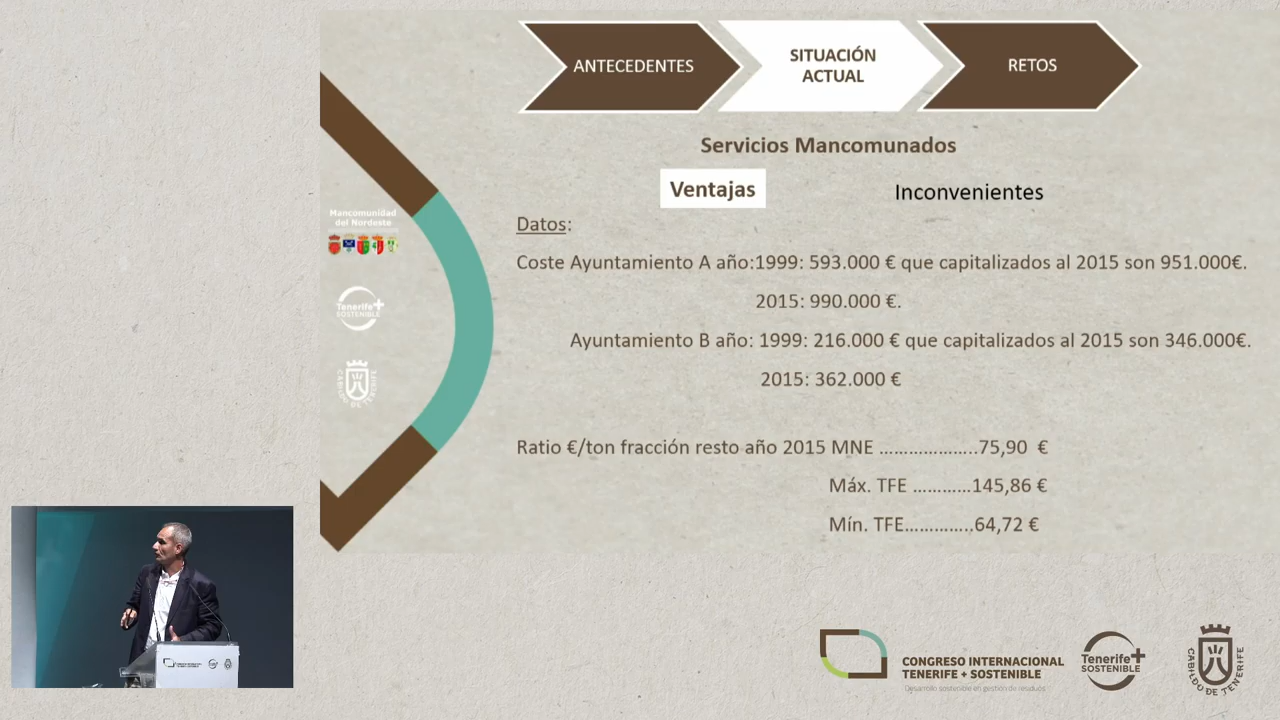 ANTECEDENTES
SITUACIÓN
ACTUAL
RETOS
Servicios Mancomunados
Ventajas
Inconvenientes
Datos:
Coste Ayuntamiento A año:1999: 593.000 € que capitalizados al 2015 son 951.000€.
2015: 990.000 €.
Ayuntamiento B año: 1999: 216.000 € que capitalizados al 2015 son 346.000€.
2015: 362.000 €
Ratio €/ton fracción resto año 2015 MNE ………………..75,90 €
Máx. TFE …………145,86 €
Mín. TFE…………..64,72 €
Mancomunidad
del Nordeste
Tenerife+
SOSTENIBLE
CABILDO DE TENERIFE
CONGRESO INTERNACIONAL
TENERIFE + SOSTENIBLE
Desarrollo sostenible en gestión de residuos
Tenerife+
SOSTENIBLE
CABILDO DE TENERIFE